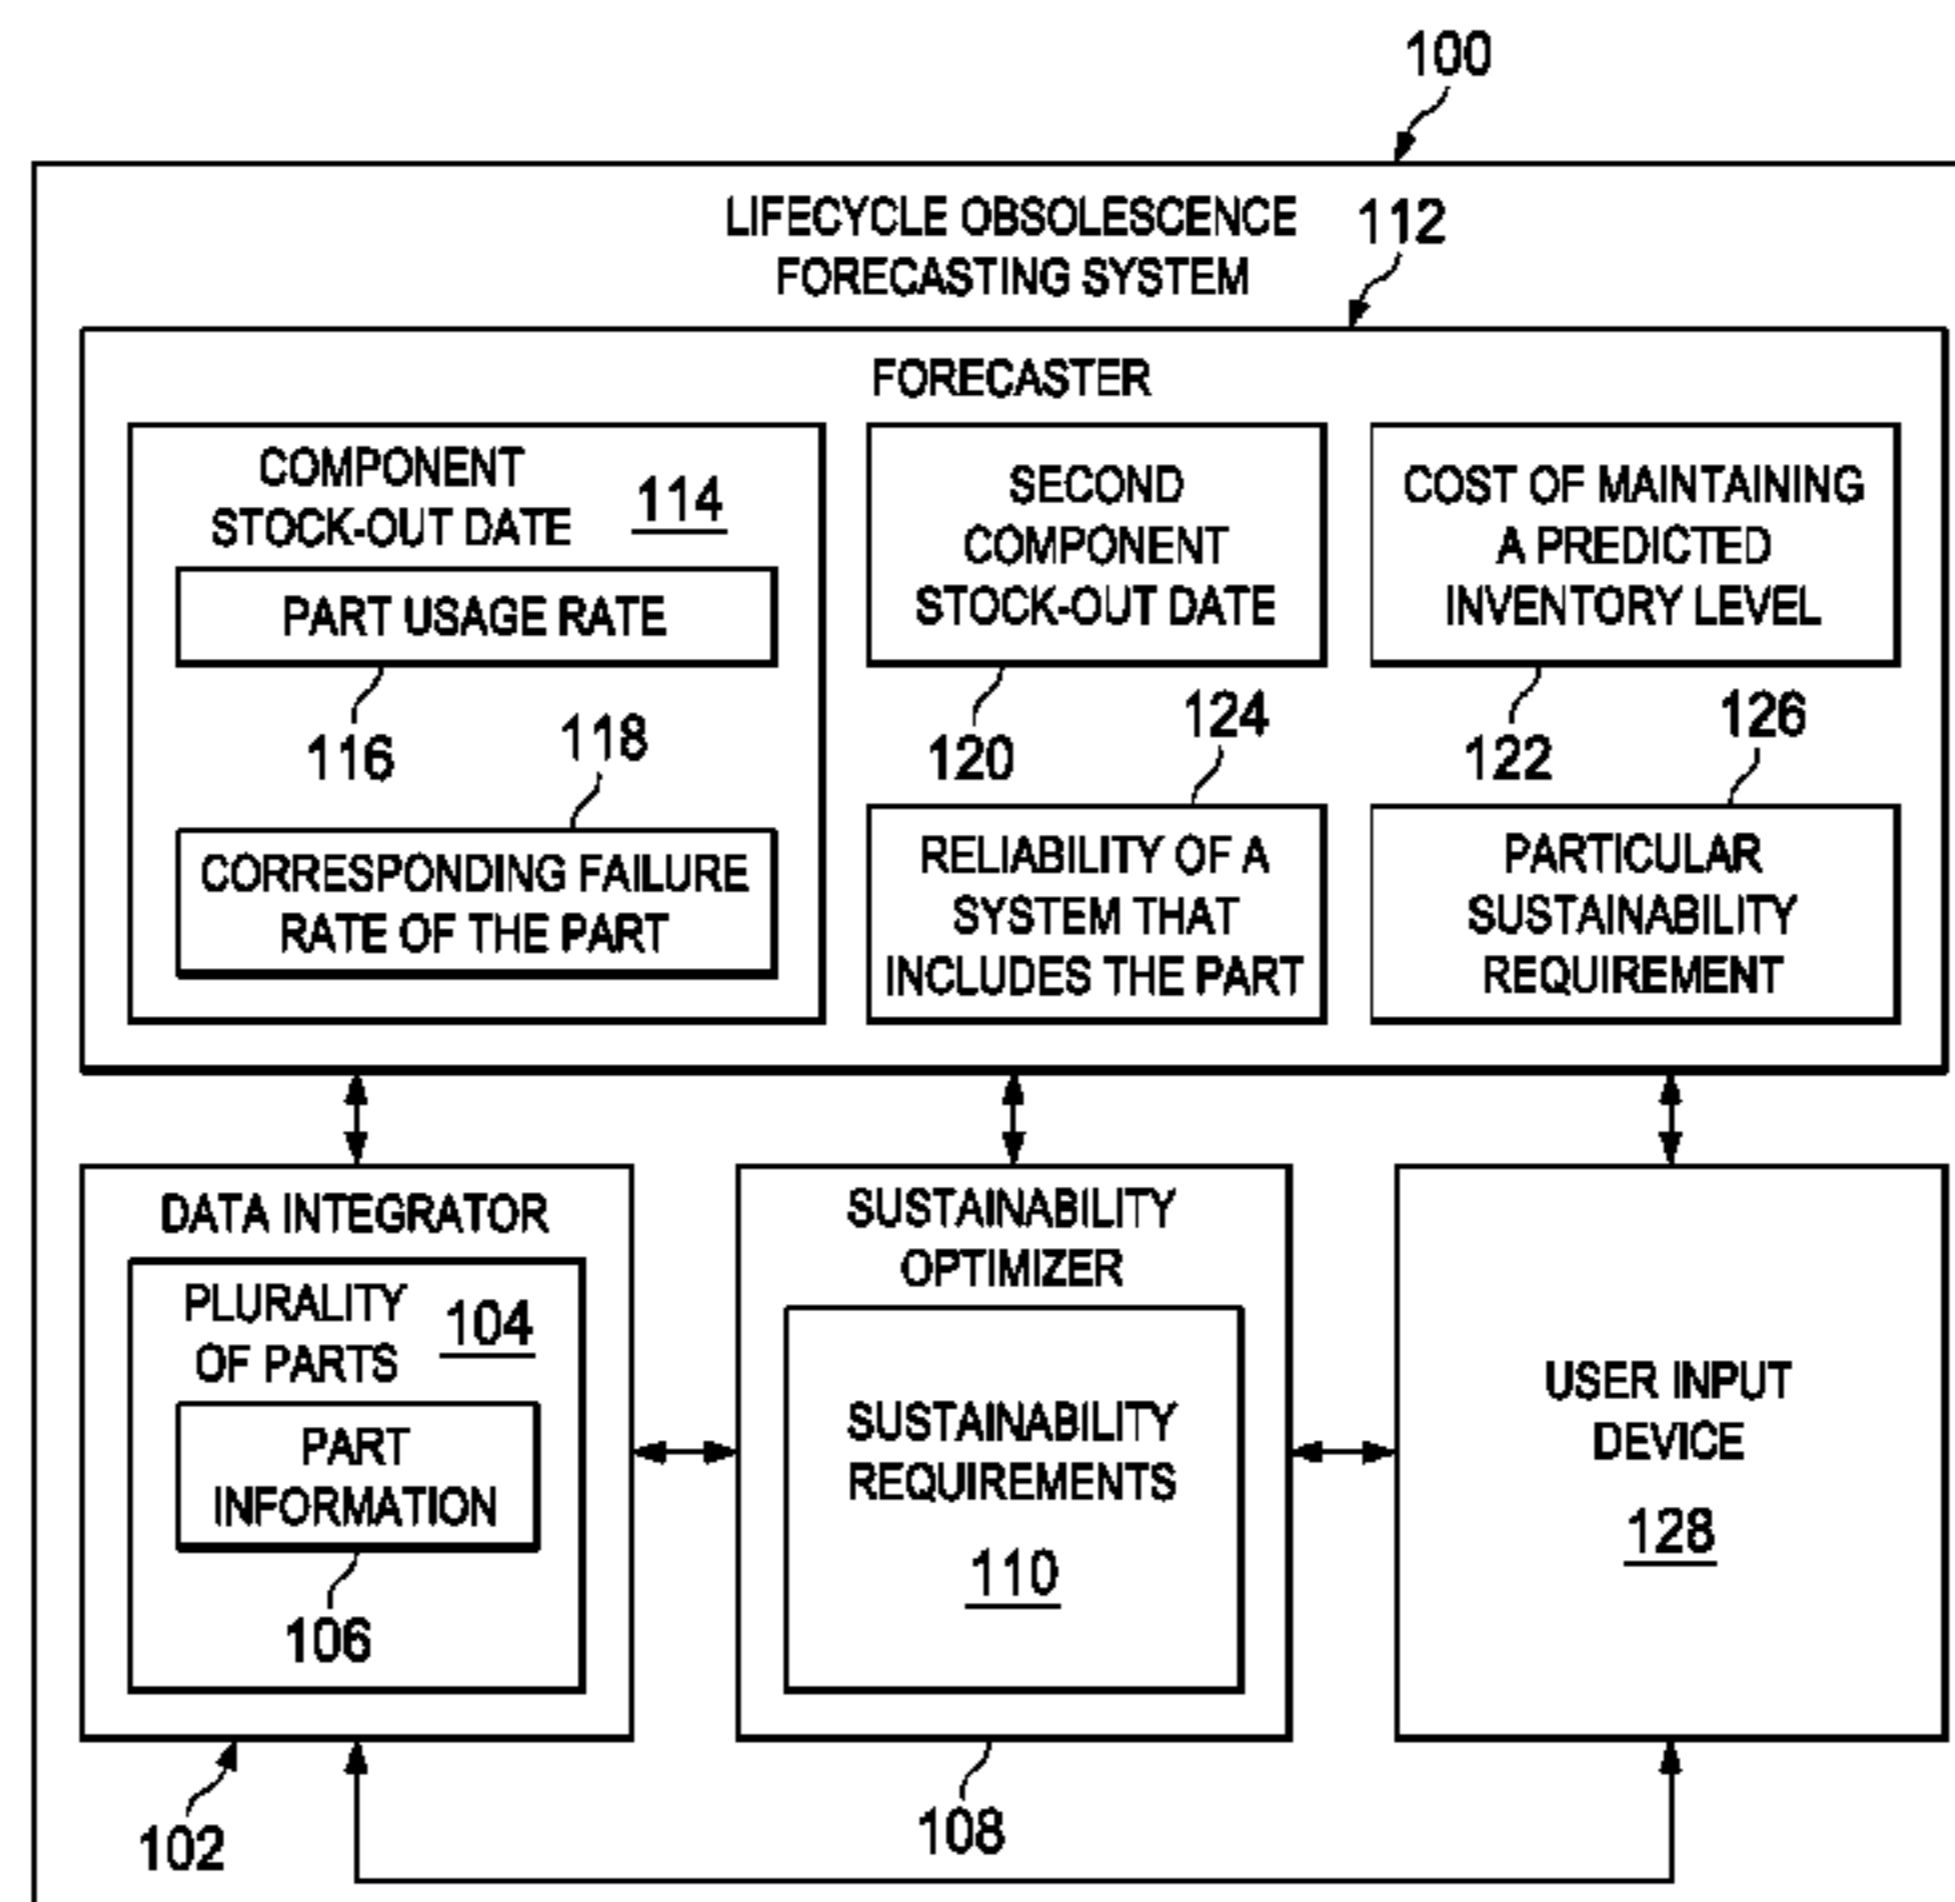 100
LIFECYCLE OBSOLESCENCE
FORECASTING SYSTEM
112
FORECASTER
COMPONENT
STOCK-OUT DATE
114
PART USAGE RATE
116
118
CORRESPONDING FAILURE
RATE OF THE PART
SECOND
COMPONENT
STOCK-OUT DATE
120
COST OF MAINTAINING
A PREDICTED
INVENTORY LEVEL
122
124
RELIABILITY OF A
SYSTEM THAT
INCLUDES THE PART
126
PARTICULAR
SUSTAINABILITY
REQUIREMENT
DATA INTEGRATOR
PLURALITY
OF PARTS
104
PART
INFORMATION
106
102
SUSTAINABILITY
OPTIMIZER
SUSTAINABILITY
REQUIREMENTS
110
108
USER INPUT
DEVICE
128